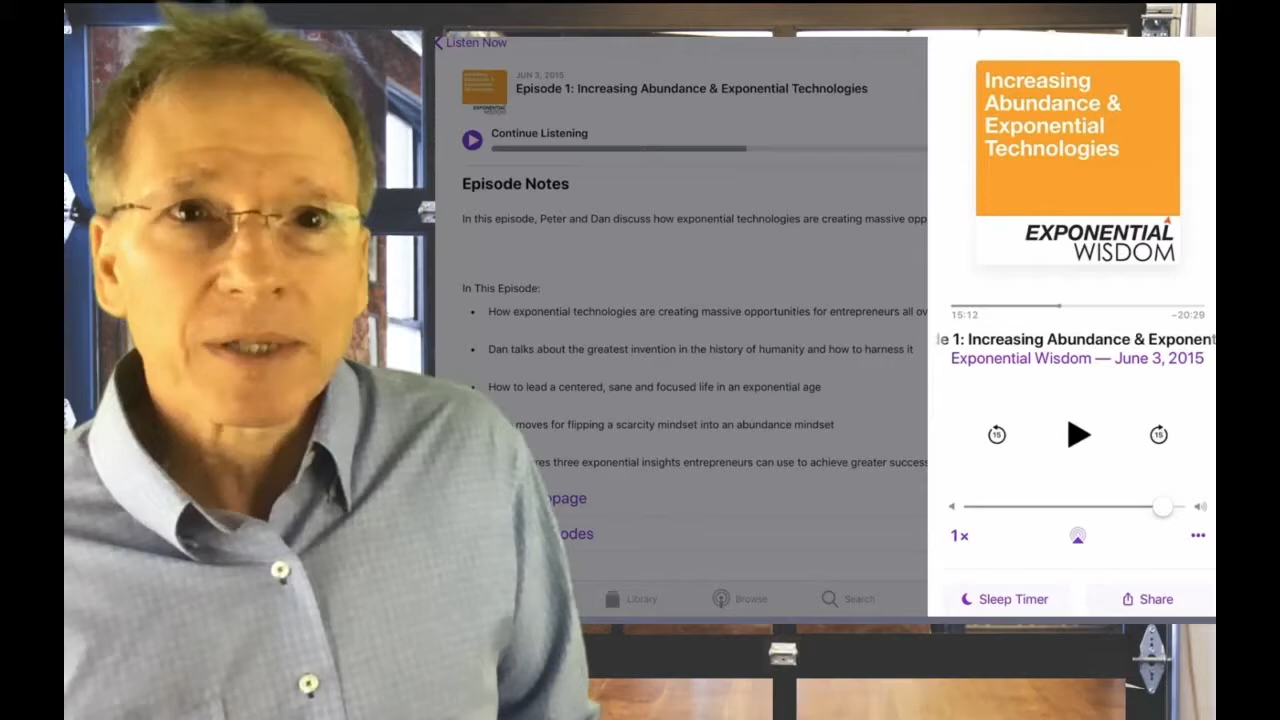 Listen Now
JUN 3, 2015
Episode 1: Increasing Abundance & Exponential Technologies
EXPONENTIAL
Continue Listening
Episode Notes
In this episode, Peter and Dan discuss how exponential technologies are creating massive opp
In This Episode:
• How exponential technologies are creating massive opportunities for entrepreneurs all ov
• Dan talks about the greatest invention in the history of humanity and how to harness it
• How to lead a centered, sane and focused life in an exponential age
moves for flipping a scarcity mindset into an abundance mindset
res three exponential insights entrepreneurs can use to achieve greater success
page
odes
Library
Browse
Search
Increasing
Abundance &
Exponential
Technologies
EXPONENTIAL
WISDOM
15:12
−20:29
e 1: Increasing Abundance & Exponent
Exponential Wisdom — June 3, 2015
15
15
1×
Sleep Timer
Share